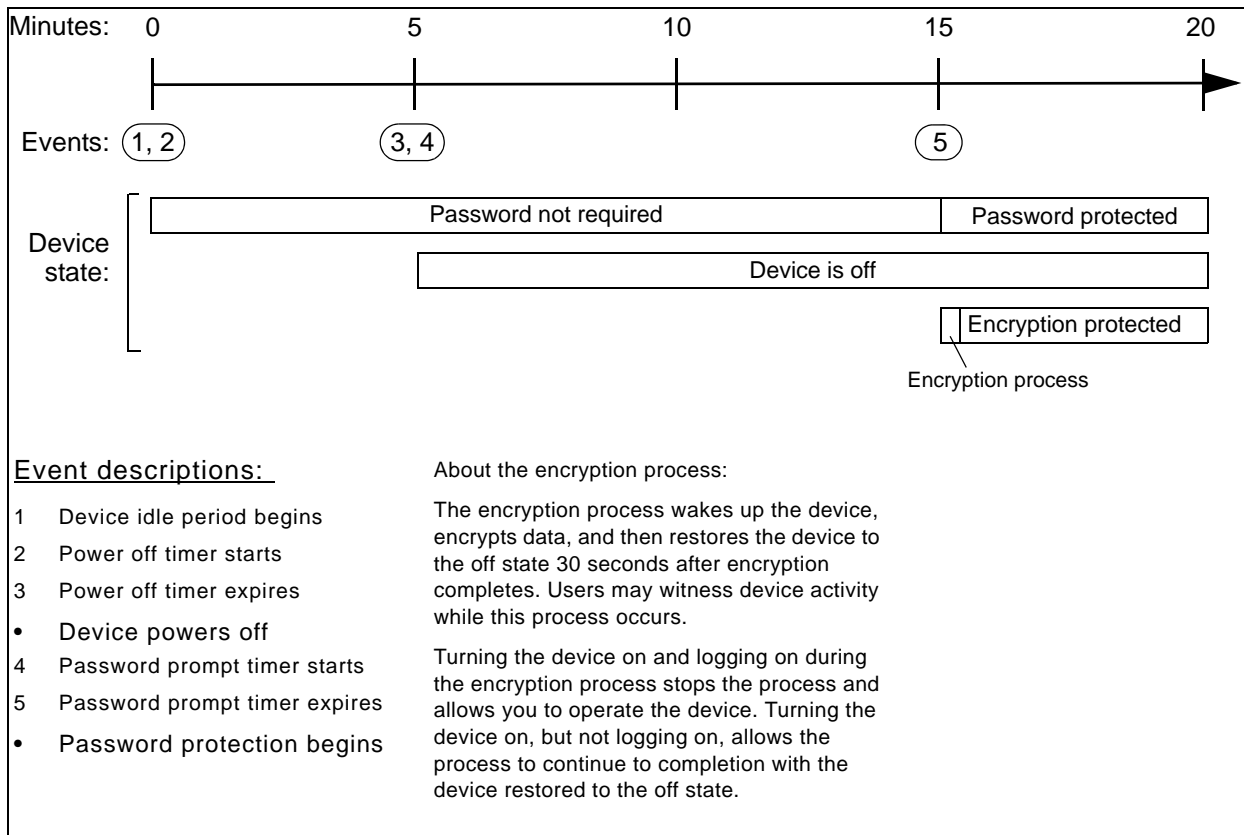 Minutes: 0 5 10 15 20
Events: 1, 2 3, 4 5
Password not required Password protected
Device
state:
Device is off
Encryption protected
Encryption process
Event descriptions:
1 Device idle period begins
2 Power off timer starts
3 Power off timer expires
• Device powers off
4 Password prompt timer starts
5 Password prompt timer expires
• Password protection begins
About the encryption process:
The encryption process wakes up the device,
encrypts data, and then restores the device to
the off state 30 seconds after encryption
completes. Users may witness device activity
while this process occurs.
Turning the device on and logging on during
the encryption process stops the process and
allows you to operate the device. Turning the
device on, but not logging on, allows the
process to continue to completion with the
device restored to the off state.